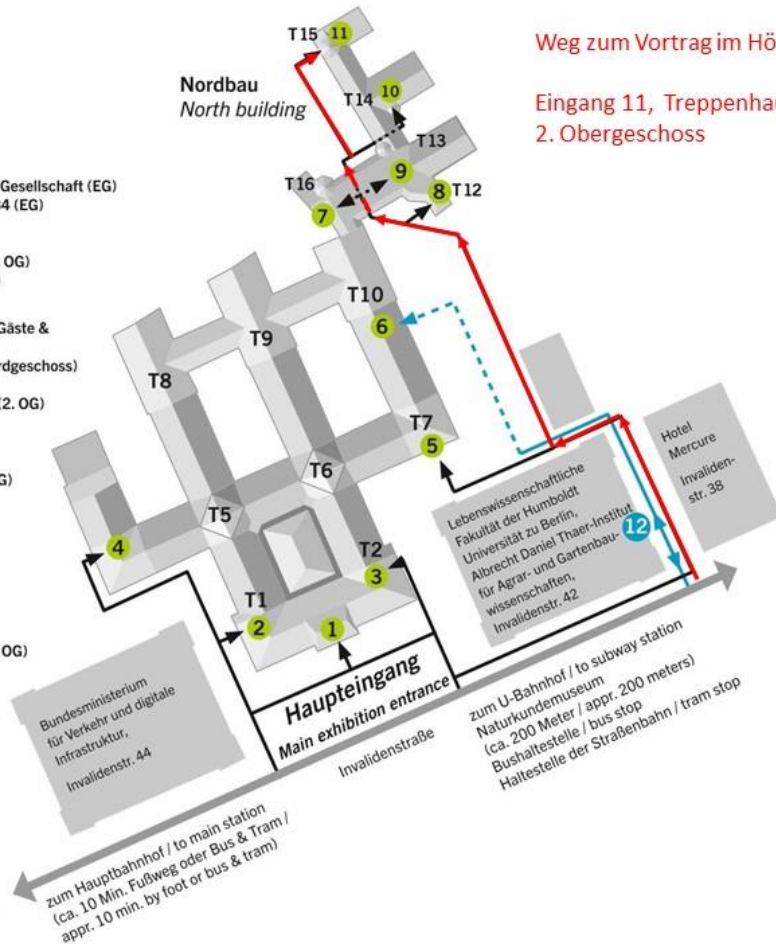 Weg zum Vortrag im
Eingang 11,
2. Obergeschoss
T15
11
Nordbau
North building
T14
10
T13
9
T16
8
T12
7
Gesellschaft (EG)
(EG)
OG)
Gäste &
(2. OG)
OG)
T10
6
T9
T8
T7
5
T6
T5
4
T2
3
T1
2
1
Hotel
Mercure
Invaliden-
str. 38
Lebenswissenschaftliche
Fakultät der Humboldt
Universität zu Berlin,
Albrecht Daniel Thaer-Institut
für Agrar- und Gartenbau-
wissenschaften,
Invalidenstr. 42
12
Haupteingang
Main exhibition entrance
Invalidenstraße
Bundesministerium
für Verkehr und digitale
Infrastruktur,
Invalidenstr. 44
zum U-Bahnhof / to subway station
Naturkundemuseum
(ca. 200 Meter / appr. 200 meters)
Bushaltestelle / bus stop
Haltestelle der Straßenbahn / tram stop
zum Hauptbahnhof / to main station
(ca. 10 Min. Fußweg oder Bus & Tram /
appr. 10 min. by foot or bus & tram)